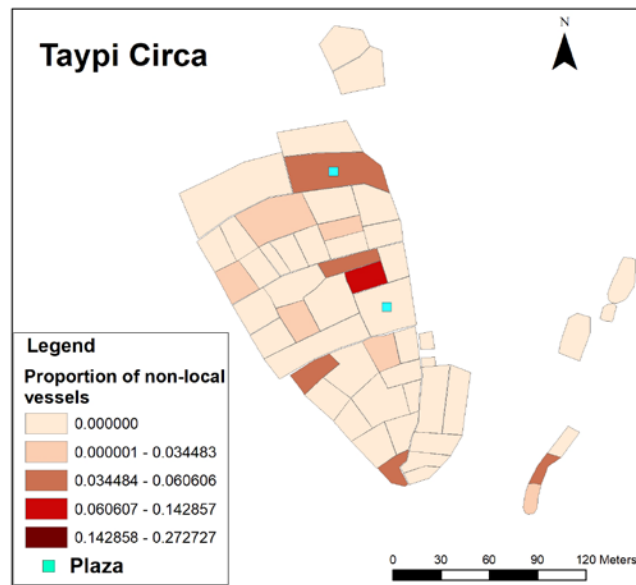 Taypi Circa
N
Legend
Proportion of non-local
vessels
0.000000
0.000001 - 0.034483
0.034484 - 0.060606
0.060607 - 0.142857
0.142858 - 0.272727
Plaza
0 30 60 90 120 Meters